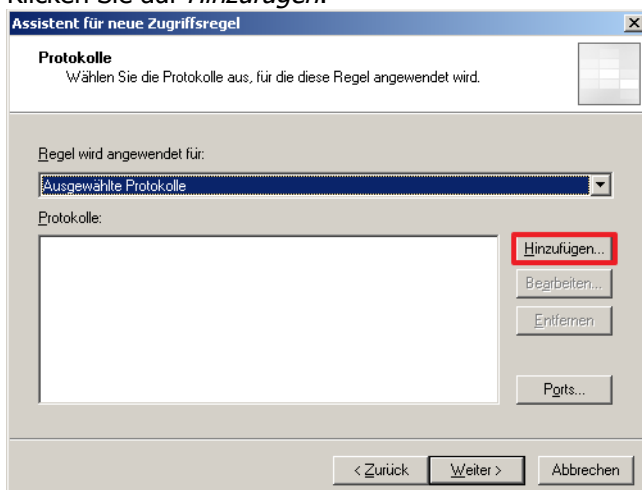 Klicken Sie auf Hinzufügen.
Assistent für neue Zugriffsregel
Protokolle
Wählen Sie die Protokolle aus, für die diese Regel angewendet wird.
Regel wird angewendet für:
Ausgewählte Protokolle
Protokolle:
Hinzufügen...
Bearbeiten...
Entfernen
Ports...
< Zurück Weiter > Abbrechen